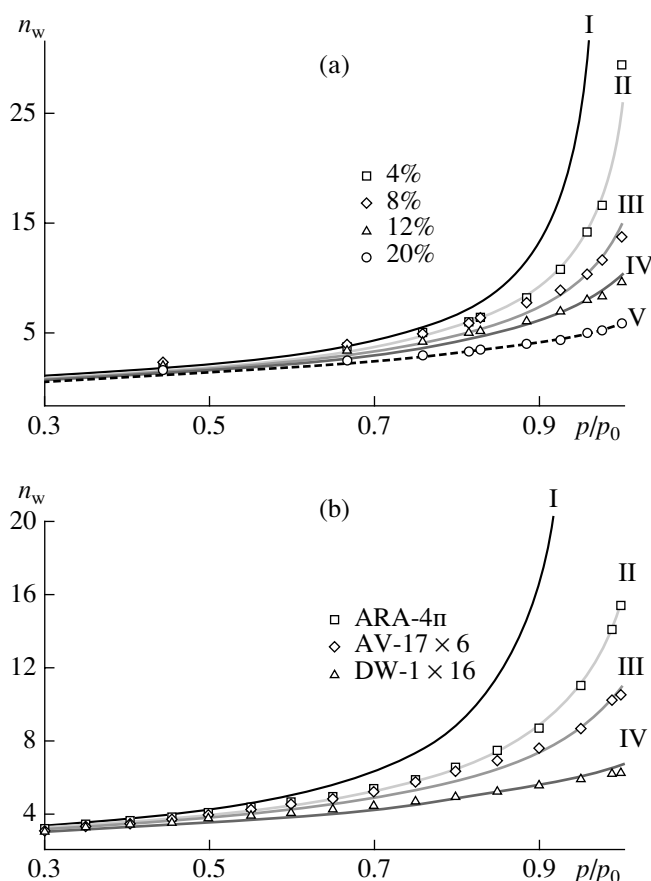 n_w
(a)
I
II
III
IV
V
25
15
5
4%
8%
12%
20%
0.3 0.5 0.7 0.9 p/p_0
n_w
(b)
I
II
III
IV
20
16
12
8
4
ARA-4π
AV-17 × 6
DW-1 × 16
0.3 0.5 0.7 0.9 p/p_0